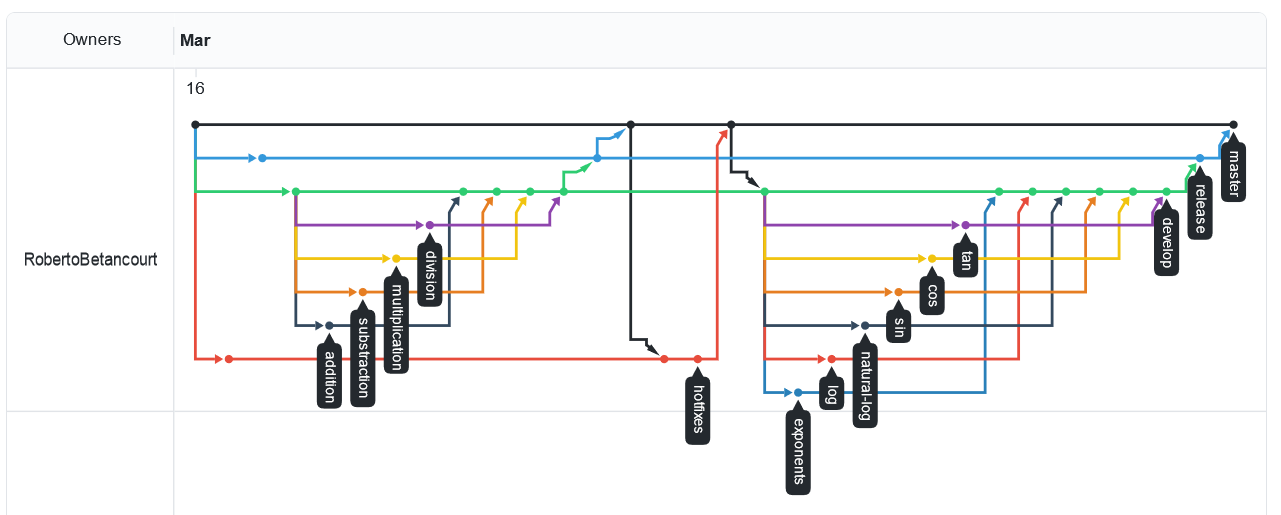 Owners
Mar
16
RobertoBetancourt
master
release
develop
division
tan
multiplication
cos
substraction
sin
addition
natural-log
hotfixes
log
exponents